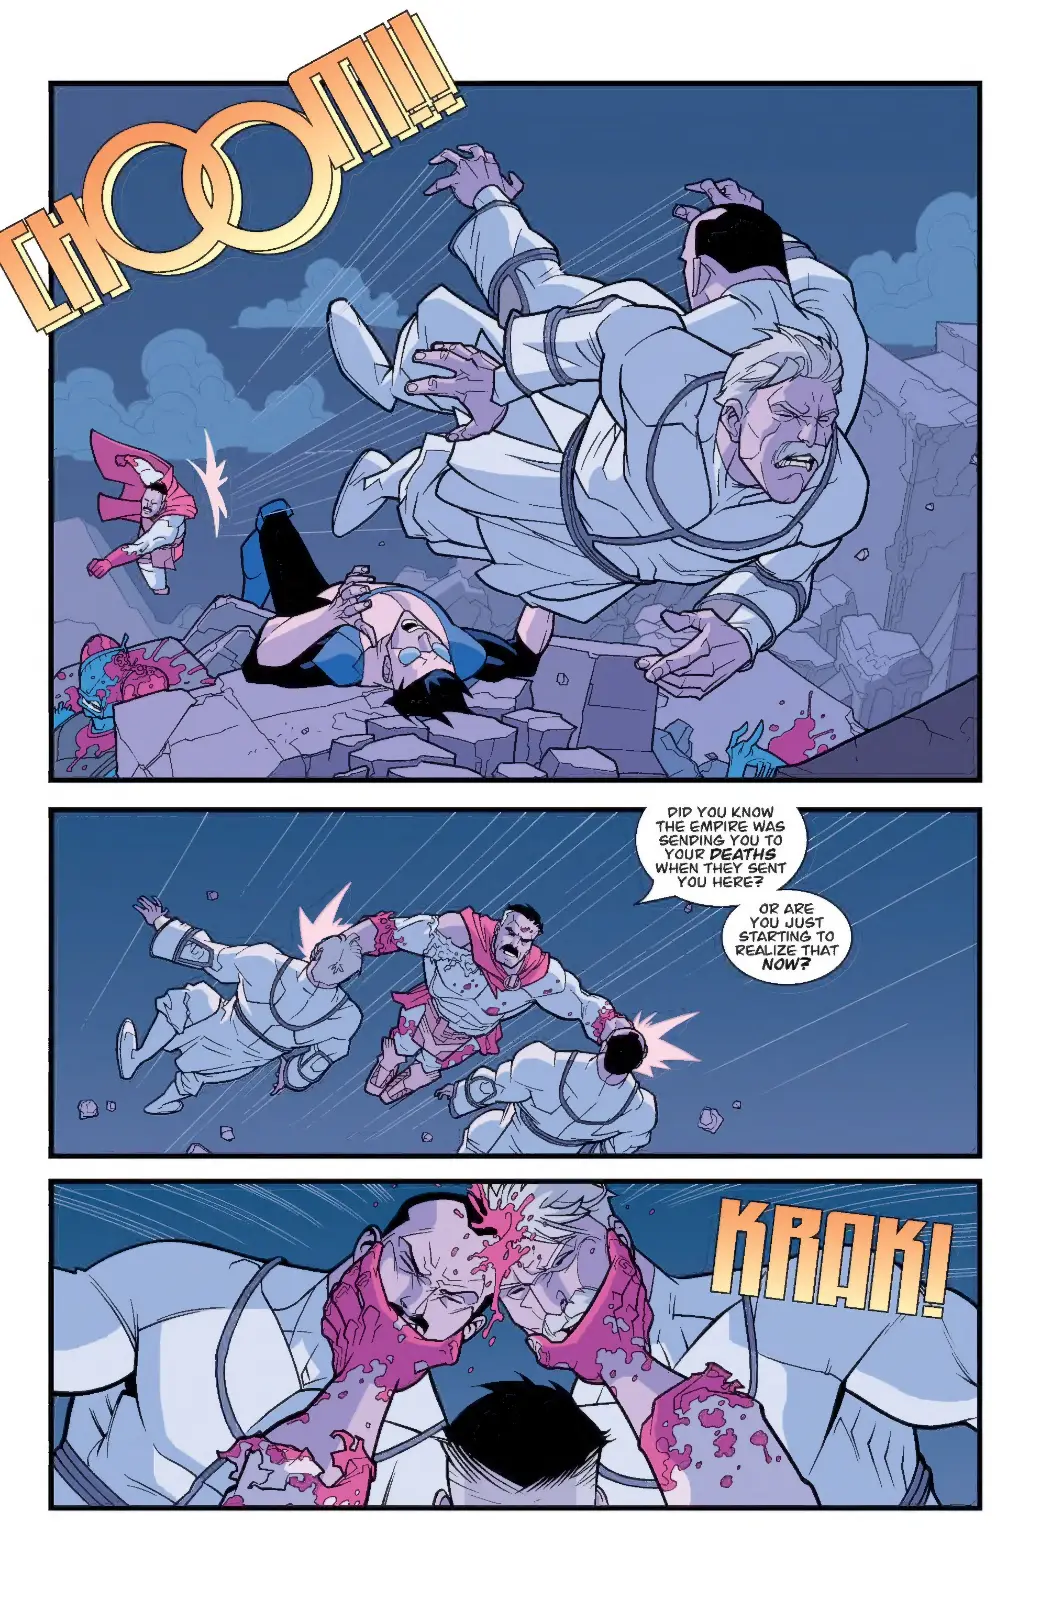 CHOOOM!!!
DID YOU KNOW
THE EMPIRE WAS
SENDING YOU TO
YOUR DEATHS
WHEN THEY SENT
YOU HERE?
OR ARE
YOU JUST
STARTING TO
REALIZE THAT
NOW?
KRAK!